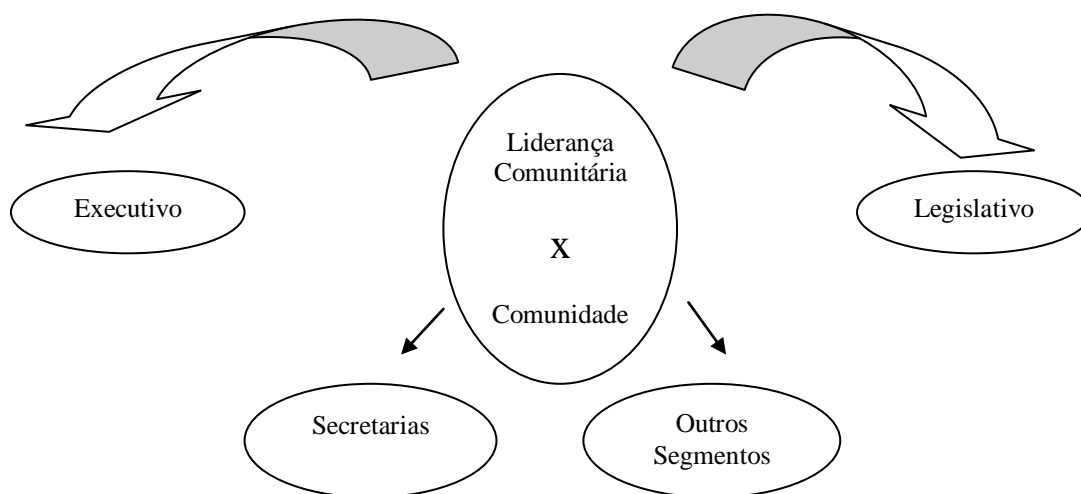 Liderança
Comunitária
Executivo
Legislativo
X
Comunidade
Secretarias
Outros
Segmentos